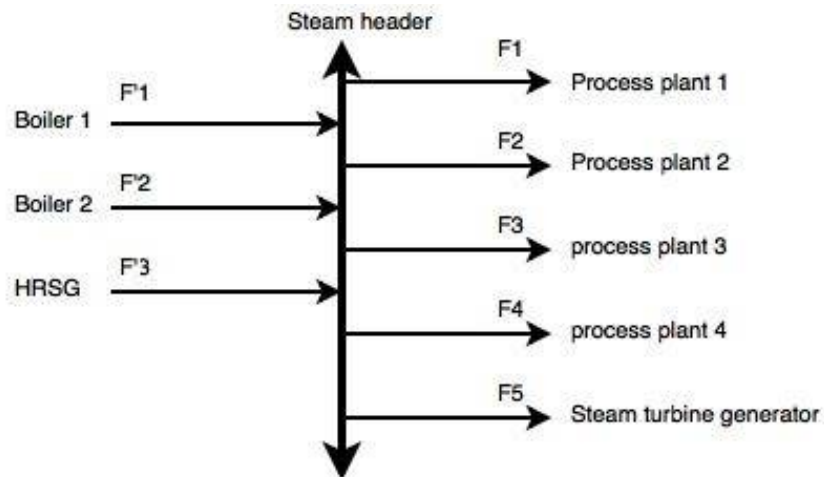 Steam header
F1
Process plant 1
F'1
Boiler 1
F2
Process plant 2
F'2
Boiler 2
F3
process plant 3
F'3
HRSG
F4
process plant 4
F5
Steam turbine generator